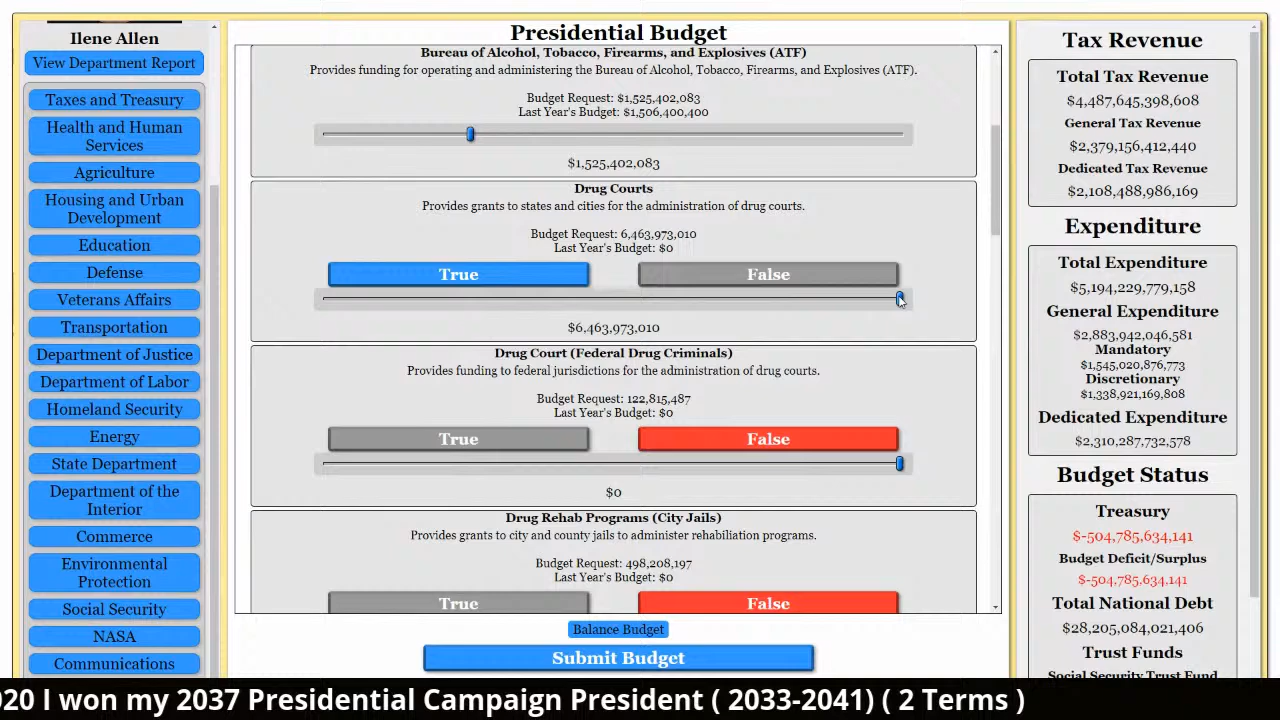 Ilene Allen
View Department Report
Taxes and Treasury
Health and Human
Services
Agriculture
Housing and Urban
Development
Education
Defense
Veterans Affairs
Transportation
Department of Justice
Department of Labor
Homeland Security
Energy
State Department
Department of the
Interior
Commerce
Environmental
Protection
Social Security
NASA
Communications
Presidential Budget
Bureau of Alcohol, Tobacco, Firearms, and Explosives (ATF)
Provides funding for operating and administering the Bureau of Alcohol, Tobacco, Firearms, and Explosives (ATF).
Budget Request: $1,525,402,083
Last Year's Budget: $1,506,400,400
$1,525,402,083
Drug Courts
Provides grants to states and cities for the administration of drug courts.
Budget Request: 6,463,973,010
Last Year's Budget: $0
True False
$6,463,973,010
Drug Court (Federal Drug Criminals)
Provides funding to federal jurisdictions for the administration of drug courts.
Budget Request: 122,815,487
Last Year's Budget: $0
True False
$0
Drug Rehab Programs (City Jails)
Provides grants to city and county jails to administer rehabiliation programs.
Budget Request: 498,208,197
Last Year's Budget: $0
True False
Balance Budget
Submit Budget
Tax Revenue
Total Tax Revenue
$4,487,645,398,608
General Tax Revenue
$2,379,156,412,440
Dedicated Tax Revenue
$2,108,488,986,169
Expenditure
Total Expenditure
$5,194,229,779,158
General Expenditure
$2,883,942,046,581
Mandatory
$1,545,020,876,773
Discretionary
$1,338,921,169,808
Dedicated Expenditure
$2,310,287,732,578
Budget Status
Treasury
$-504,785,634,141
Budget Deficit/Surplus
$-504,785,634,141
Total National Debt
$28,205,084,021,406
Trust Funds
Social Security Trust Fund
020 I won my 2037 Presidential Campaign President ( 2033-2041) ( 2 Terms )